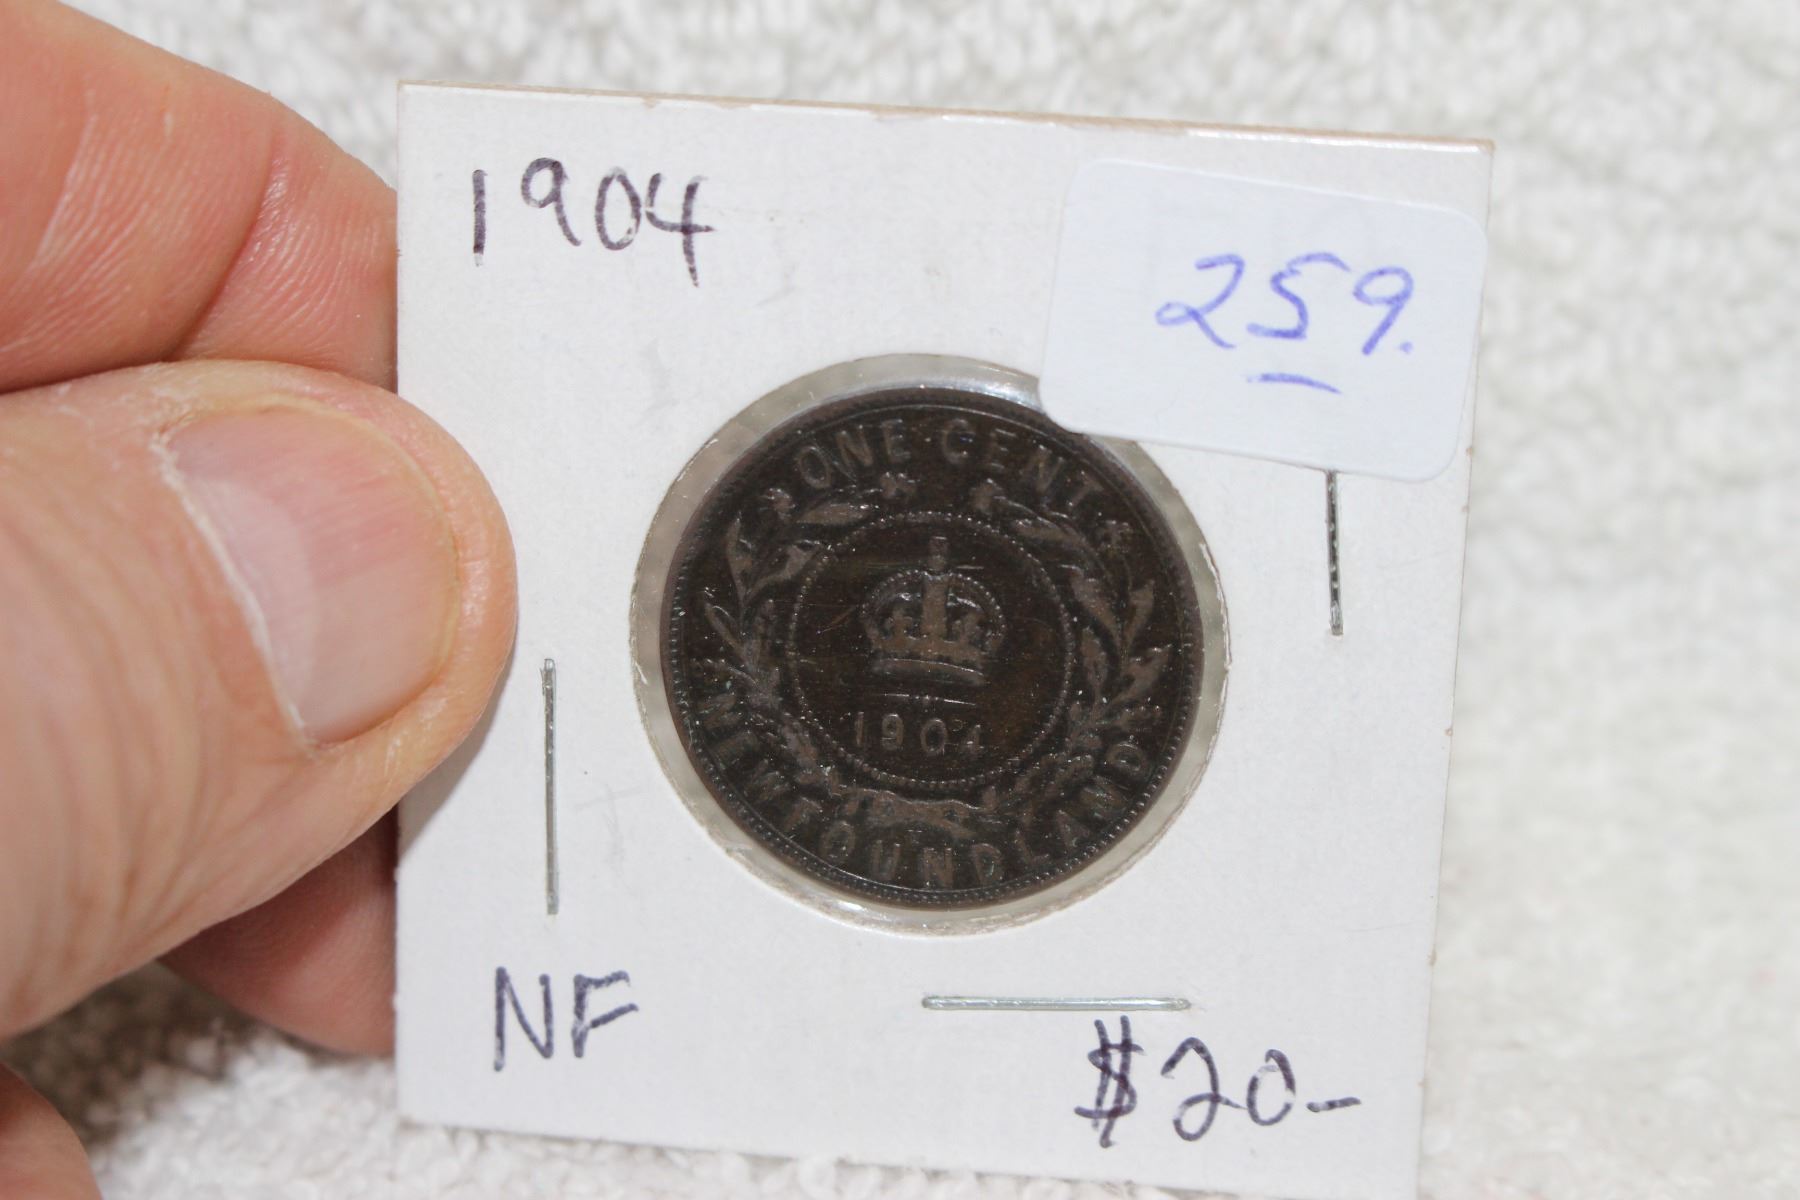 1904
259.
ONE CENT
1904
NEWFOUNDLAND
NF
$20-